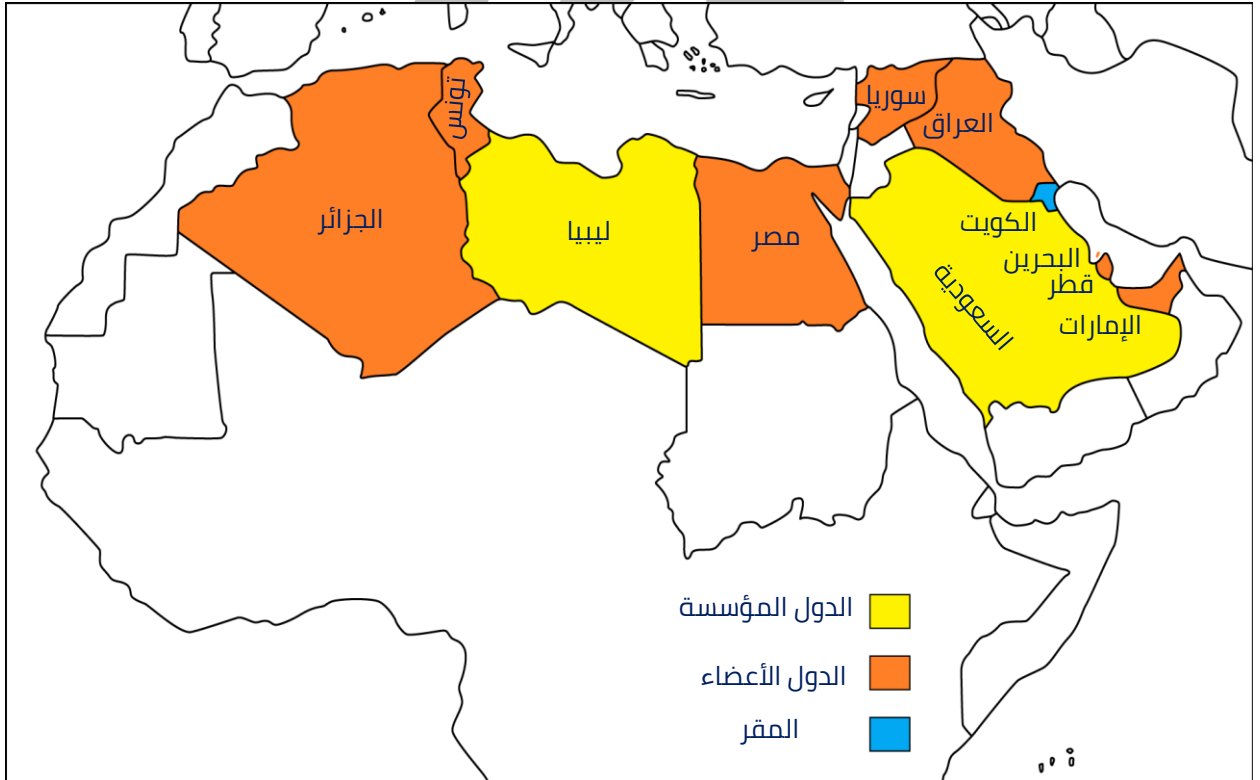 تونس
سوريا
العراق
الجزائر
ليبيا
مصر
الكويت
البحرين
قطر
السعودية
الإمارات
الدول المؤسسة
الدول الأعضاء
المقر